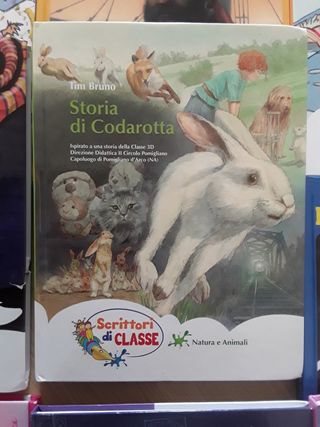 Tim Bruno
Storia
di Codarotta
Ispirato a una storia della Classe 3D
Direzione Didattica II Circolo Pomigliano
Capoluogo di Pomigliano d'Arco (NA)
Scrittori
di CLASSE
Natura e Animali